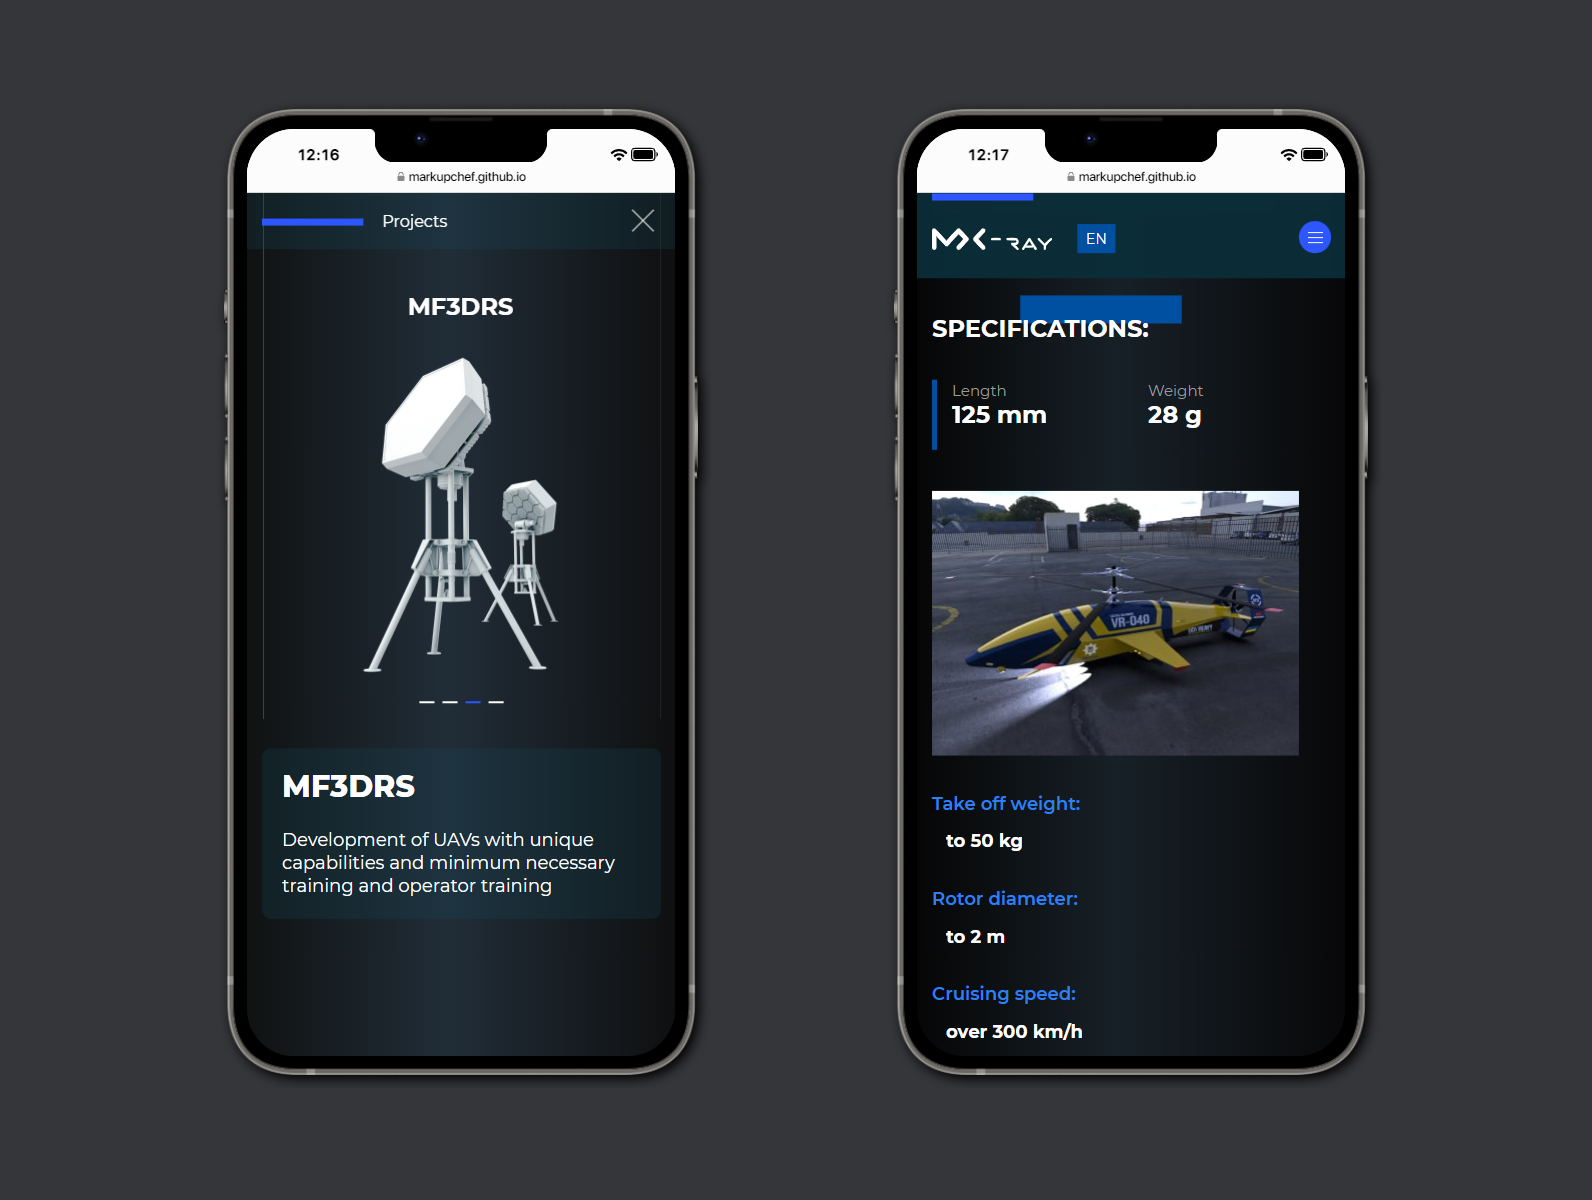 12:16
markupchef.github.io
Projects
MF3DRS
MF3DRS
Development of UAVs with unique
capabilities and minimum necessary
training and operator training
12:17
markupchef.github.io
MX-RAY
EN
SPECIFICATIONS:
Length
Weight
125 mm
28 g
VR-040
Take off weight:
to 50 kg
Rotor diameter:
to 2 m
Cruising speed:
over 300 km/h